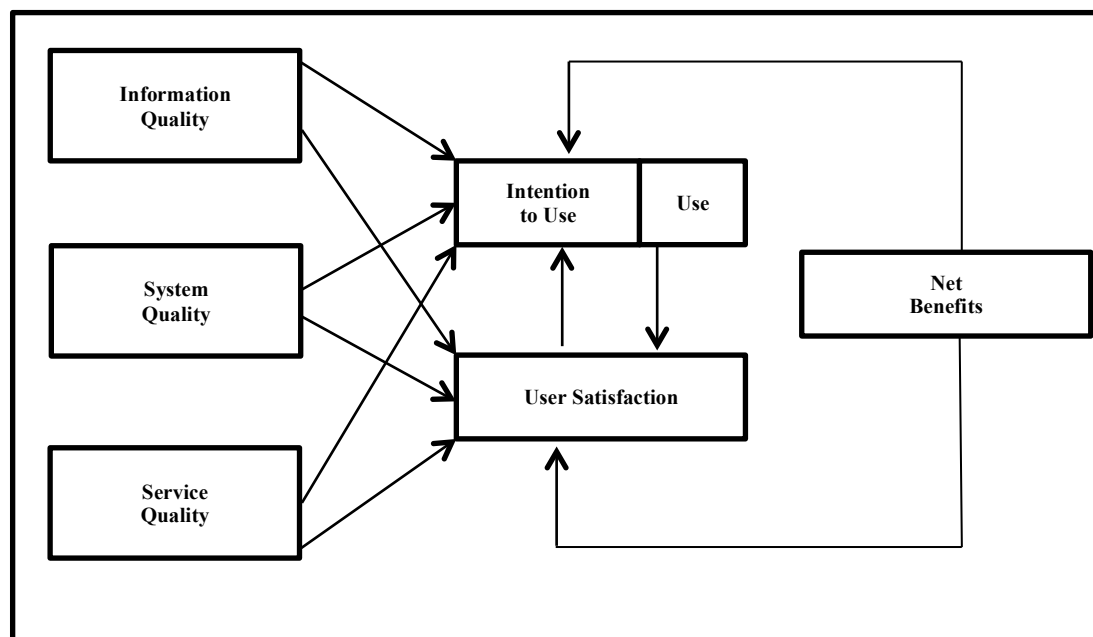 Information
Quality
Intention
to Use
Use
System
Quality
Net
Benefits
User Satisfaction
Service
Quality